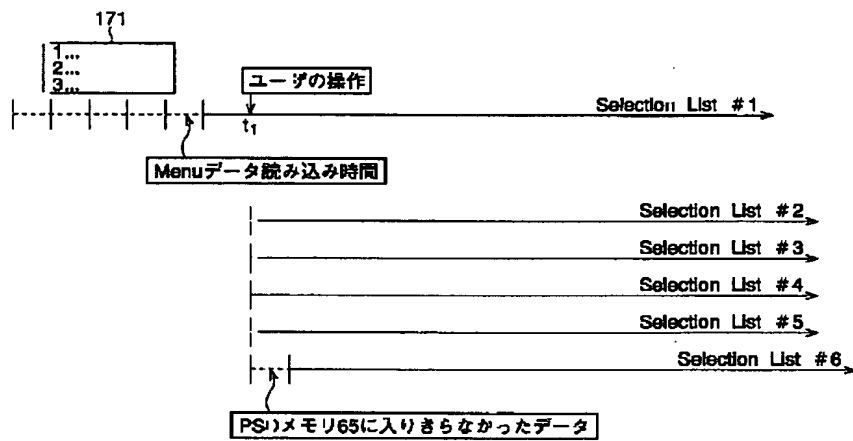 171
1...
2...
3...
ユーザの操作
Selection List #1
t1
Menuデータ読み込み時間
Selection List #2
Selection List #3
Selection List #4
Selection List #5
Selection List #6
PSDメモリ65に入りきらなかったデータ